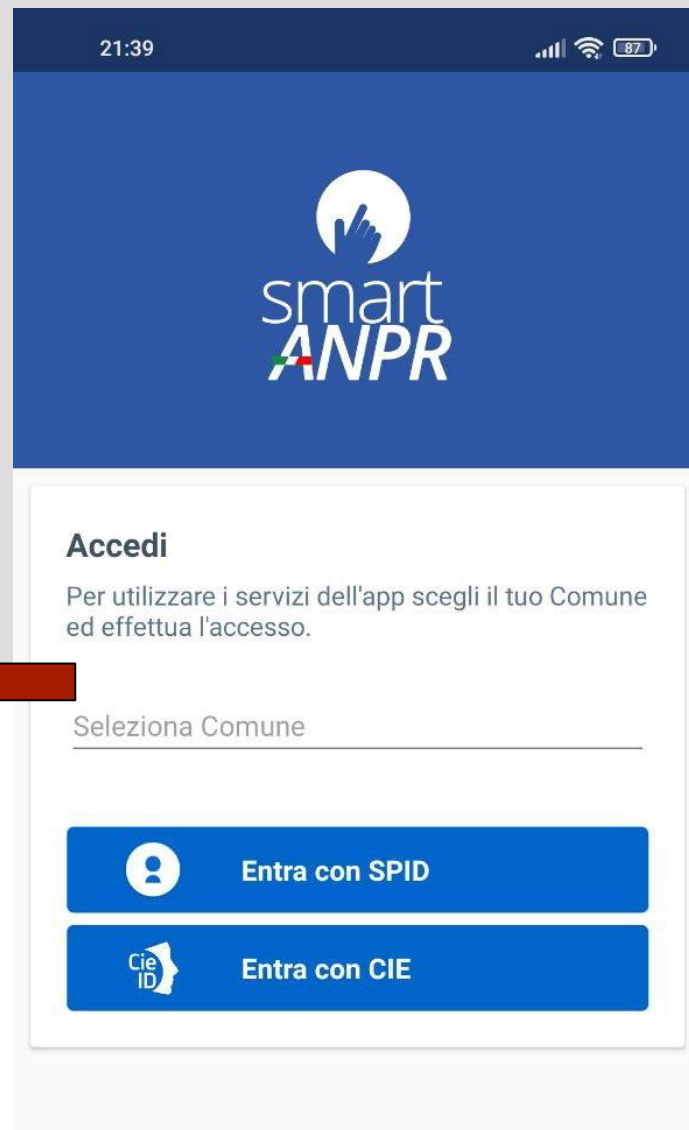 21:39
87
smart
ANPR
Accedi
Per utilizzare i servizi dell'app scegli il tuo Comune
ed effettua l'accesso.
Seleziona Comune
Entra con SPID
Cie
ID
Entra con CIE